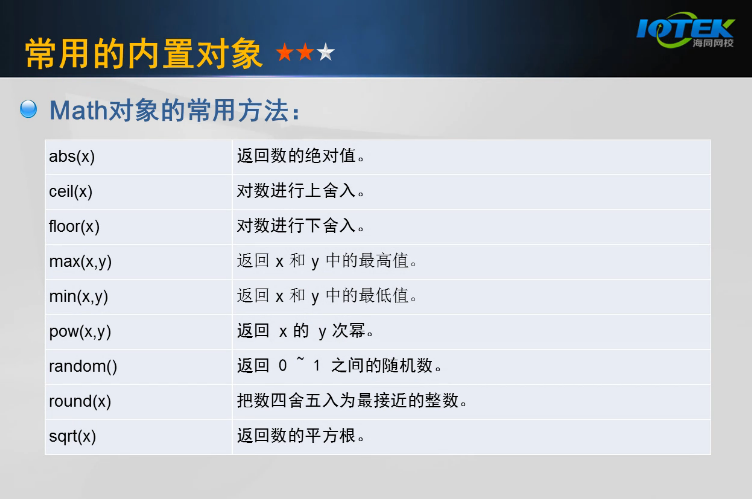 常用的内置对象
IOTEK
海同网校
Math对象的常用方法：
abs(x) 返回数的绝对值。
ceil(x) 对数进行上舍入。
floor(x) 对数进行下舍入。
max(x,y) 返回 x 和 y 中的最高值。
min(x,y) 返回 x 和 y 中的最低值。
pow(x,y) 返回 x 的 y 次幂。
random() 返回 0 ~ 1 之间的随机数。
round(x) 把数四舍五入为最接近的整数。
sqrt(x) 返回数的平方根。